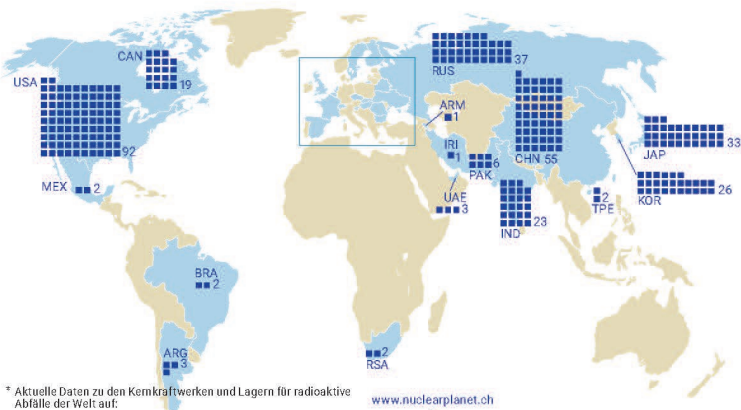 CAN
19
USA
92
MEX 2
RUS
37
ARM
1
IRI
1
6
PAK
CHN 55
JAP
33
KOR
26
UAE 3
IND
23
2
TPE
BRA
2
ARG
3
2
RSA
* Aktuelle Daten zu den Kernkraftwerken und Lagern für radioaktive
Abfälle der Welt auf:
www.nuclearplanet.ch